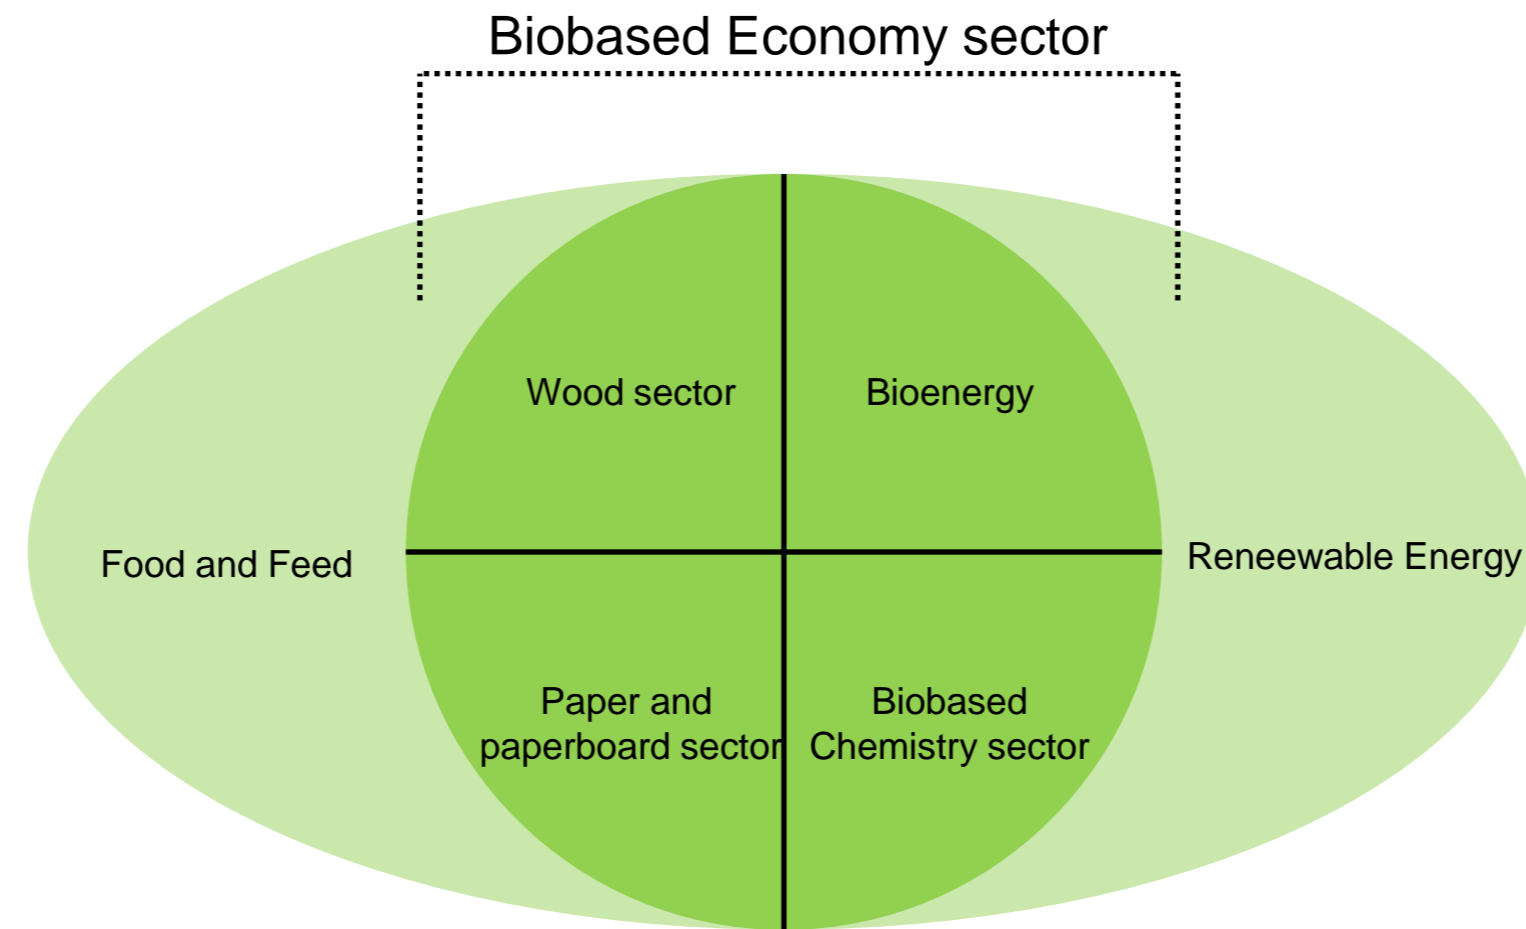 Biobased Economy sector
Wood sector
Bioenergy
Food and Feed
Reneewable Energy
Paper and
paperboard sector
Biobased
Chemistry sector